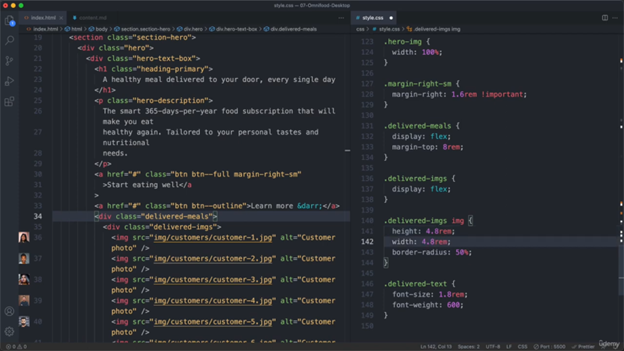 style.css — 07-Omnifood-Desktop
index.html
content.md
index.html > html > body > section.section-hero > div.hero > div.hero-text-box > div.delivered-meals
19 <section class="section-hero">
20 <div class="hero">
21 <div class="hero-text-box">
22 <h1 class="heading-primary">
23 A healthy meal delivered to your door, every single day
24 </h1>
25 <p class="hero-description">
26 The smart 365-days-per-year food subscription that will
make you eat
27 healthy again. Tailored to your personal tastes and
nutritional
28 needs.
29 </p>
30 <a href="#" class="btn btn--full margin-right-sm"
31 >Start eating well</a
32 >
33 <a href="#" class="btn btn--outline">Learn more &darr;</a>
34 <div class="delivered-meals">
35 <div class="delivered-imgs">
36 <img src="img/customers/customer-1.jpg" alt="Customer
photo" />
37 <img src="img/customers/customer-2.jpg" alt="Customer
photo" />
38 <img src="img/customers/customer-3.jpg" alt="Customer
photo" />
39 <img src="img/customers/customer-4.jpg" alt="Customer
photo" />
40 <img src="img/customers/customer-5.jpg" alt="Customer
photo" />
style.css
css > style.css > .delivered-imgs img
123 .hero-img {
124 width: 100%;
125 }
126
127 .margin-right-sm {
128 margin-right: 1.6rem !important;
129 }
130
131 .delivered-meals {
132 display: flex;
133 margin-top: 8rem;
134 }
135
136 .delivered-imgs {
137 display: flex;
138 }
139
140 .delivered-imgs img {
141 height: 4.8rem;
142 width: 4.8rem;
143 border-radius: 50%;
144 }
145
146 .delivered-text {
147 font-size: 1.8rem;
148 font-weight: 600;
149 }
150
0 0
Ln 142, Col 13 Spaces: 2 UTF-8 LF CSS Port : 5500 Prettier
Udemy